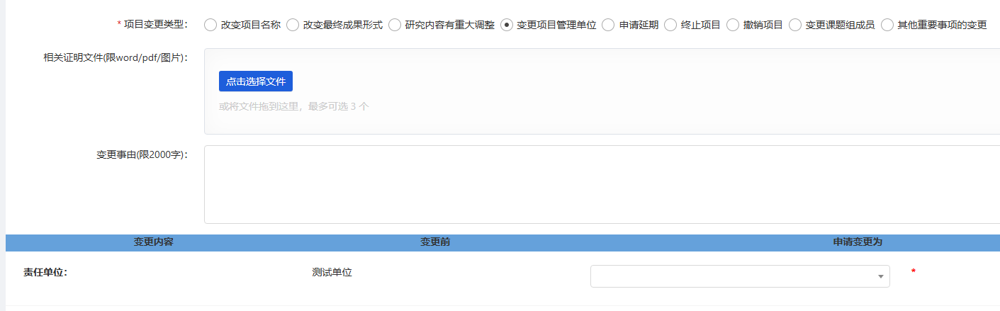 * 项目变更类型： 改变项目名称 改变最终成果形式 研究内容有重大调整 变更项目管理单位 申请延期 终止项目 撤销项目 变更课题组成员 其他重要事项的变更
相关证明文件(限word/pdf/图片)：
点击选择文件
或将文件拖到这里，最多可选 3 个
变更事由(限2000字)：
变更内容 变更前 申请变更为
责任单位： 测试单位 *